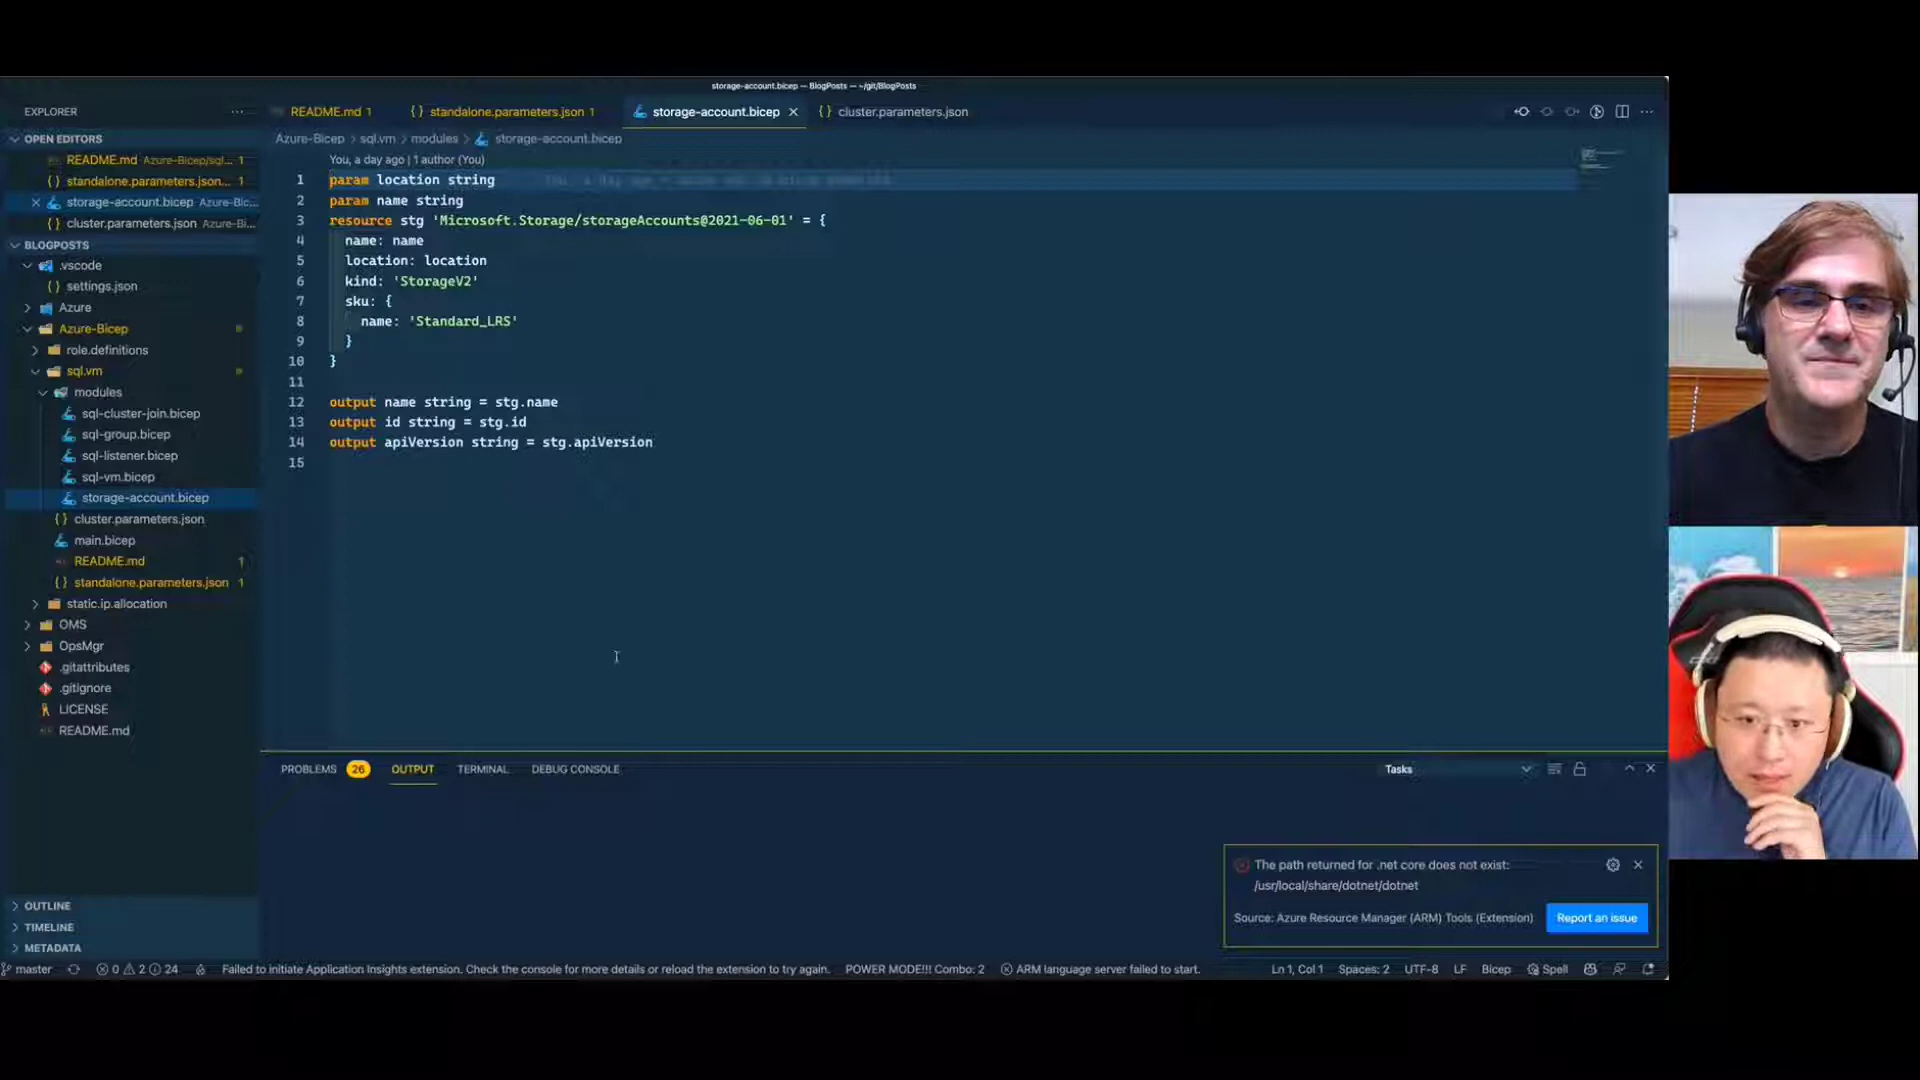 storage-account.bicep — BlogPosts — ~/git/BlogPosts
EXPLORER
README.md 1
{} standalone.parameters.json 1
storage-account.bicep
{} cluster.parameters.json
OPEN EDITORS
README.md Azure-Bicep/sql... 1
{} standalone.parameters.json... 1
storage-account.bicep Azure-Bic...
{} cluster.parameters.json Azure-Bi...
BLOGPOSTS
.vscode
{} settings.json
Azure
Azure-Bicep
role.definitions
sql.vm
modules
sql-cluster-join.bicep
sql-group.bicep
sql-listener.bicep
sql-vm.bicep
storage-account.bicep
{} cluster.parameters.json
main.bicep
README.md 1
{} standalone.parameters.json 1
static.ip.allocation
OMS
OpsMgr
.gitattributes
.gitignore
LICENSE
README.md
OUTLINE
TIMELINE
METADATA
Azure-Bicep > sql.vm > modules > storage-account.bicep
You, a day ago | 1 author (You)
1 param location string
2 param name string
3 resource stg 'Microsoft.Storage/storageAccounts@2021-06-01' = {
4 name: name
5 location: location
6 kind: 'StorageV2'
7 sku: {
8 name: 'Standard_LRS'
9 }
10 }
11
12 output name string = stg.name
13 output id string = stg.id
14 output apiVersion string = stg.apiVersion
15
PROBLEMS 26 OUTPUT TERMINAL DEBUG CONSOLE
Tasks
The path returned for .net core does not exist:
/usr/local/share/dotnet/dotnet
Source: Azure Resource Manager (ARM) Tools (Extension)
Report an issue
master 0 2 24 Failed to initiate Application Insights extension. Check the console for more details or reload the extension to try again. POWER MODE!!! Combo: 2 ARM language server failed to start. Ln 1, Col 1 Spaces: 2 UTF-8 LF Bicep Spell